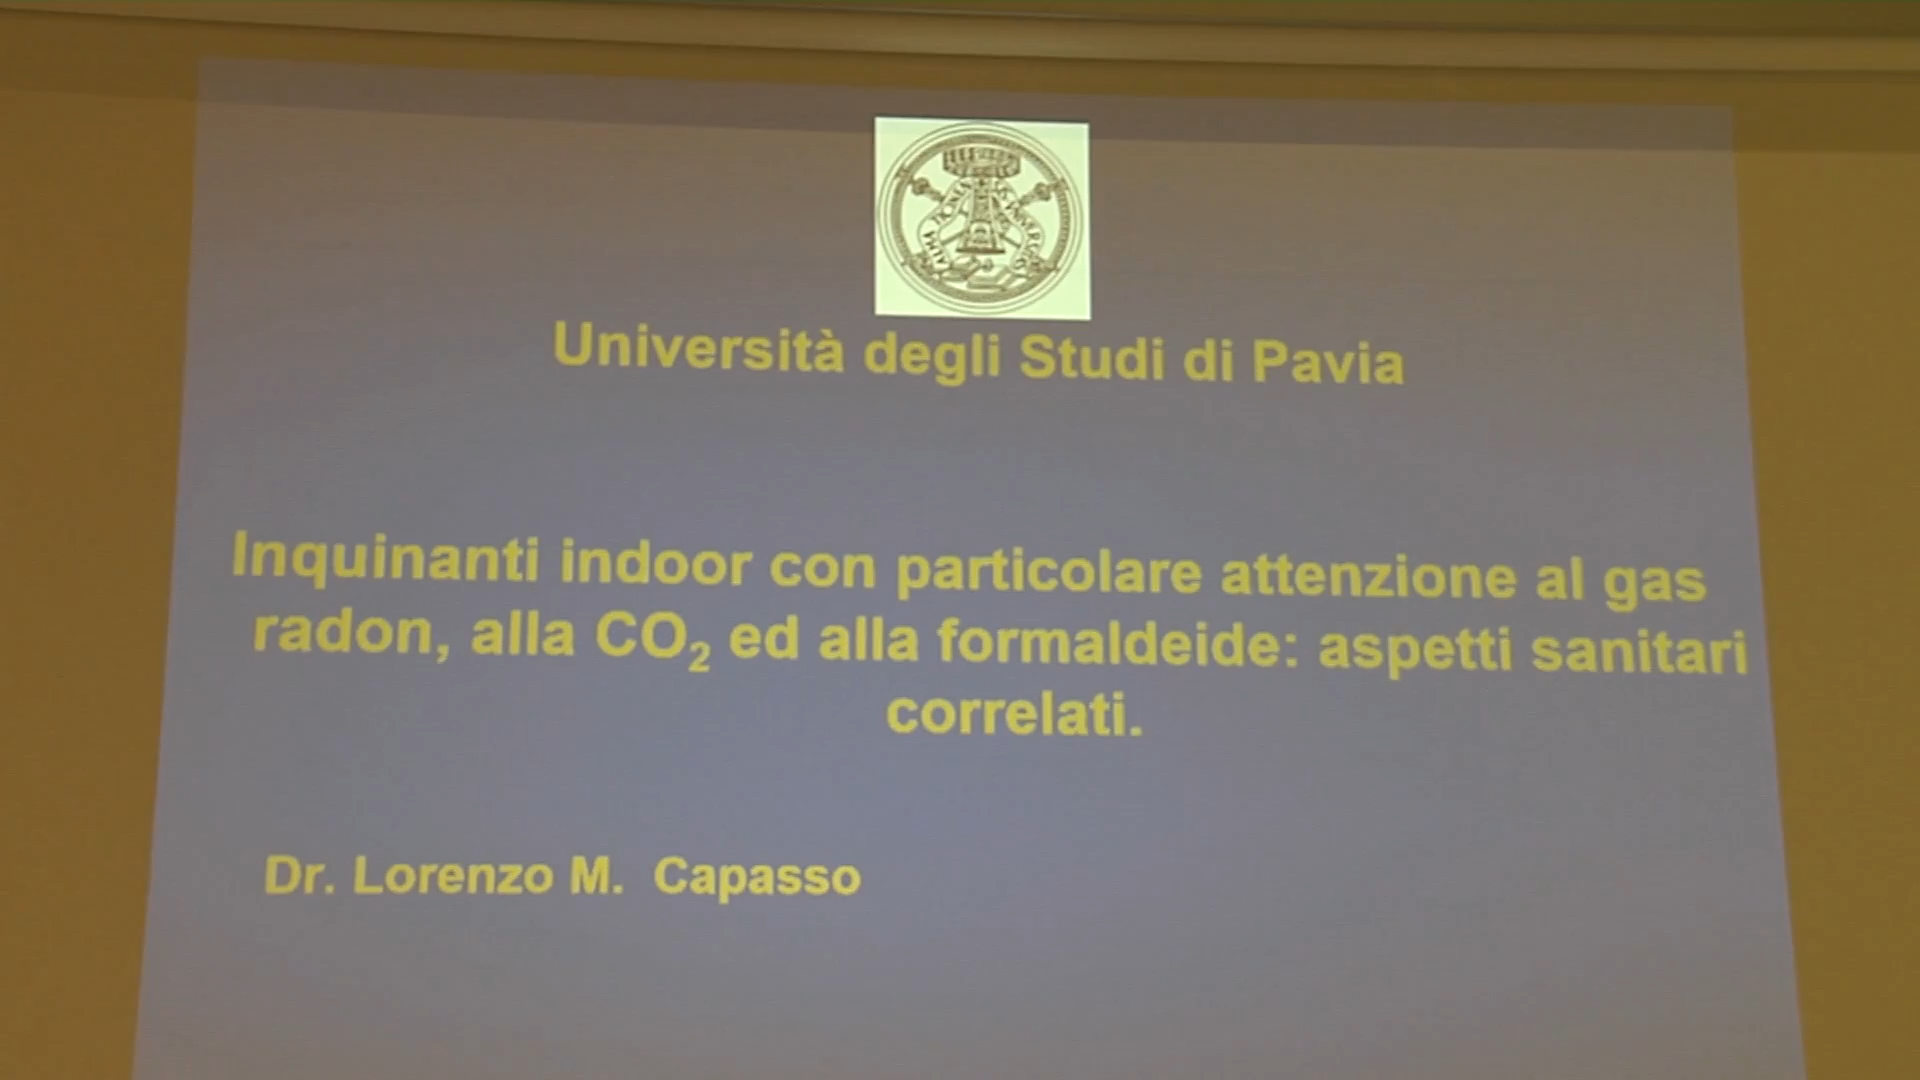 Università degli Studi di Pavia
Inquinanti indoor con particolare attenzione al gas
radon, alla CO₂ ed alla formaldeide: aspetti sanitari
correlati.
Dr. Lorenzo M. Capasso